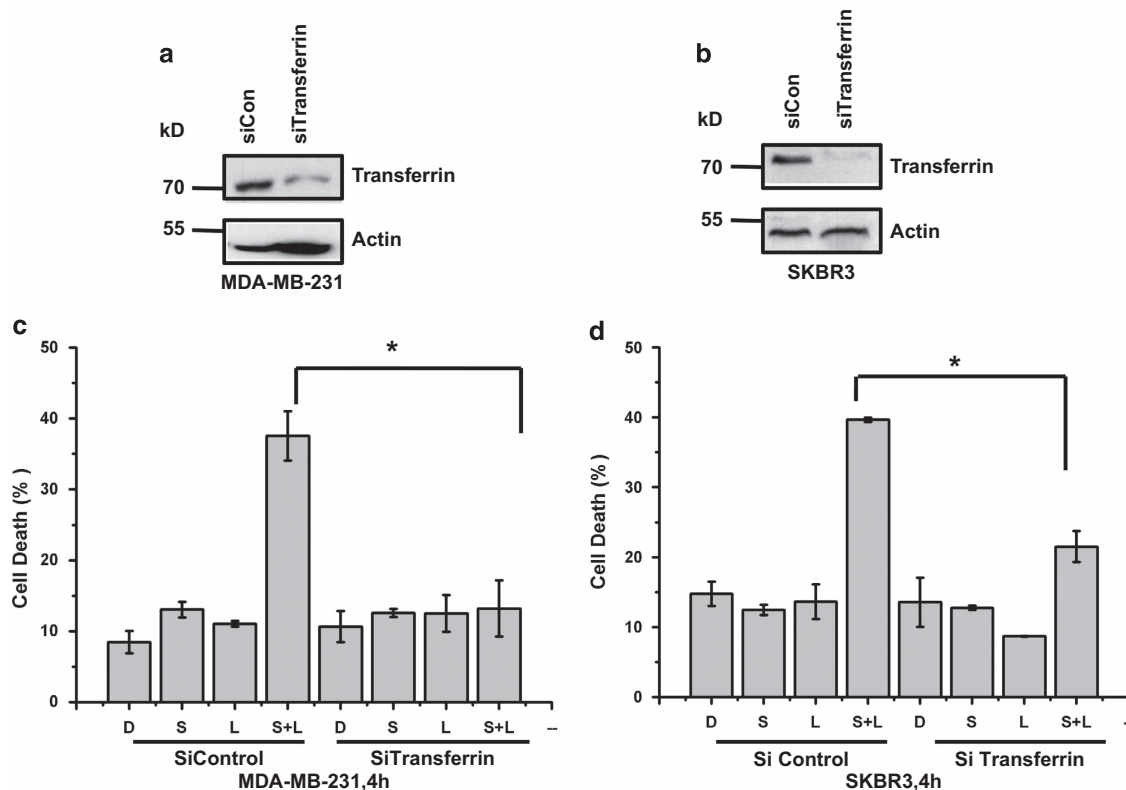 a
siCon
siTransferrin
kD
70
Transferrin
55
Actin
MDA-MB-231
b
siCon
siTransferrin
kD
70
Transferrin
55
Actin
SKBR3
c
50
40
30
20
10
0
Cell Death (% )
*
D S L S+L D S L S+L --
SiControl SiTransferrin
MDA-MB-231,4h
d
50
40
30
20
10
0
Cell Death (% )
*
D S L S+L D S L S+L -
Si Control Si Transferrin
SKBR3,4h